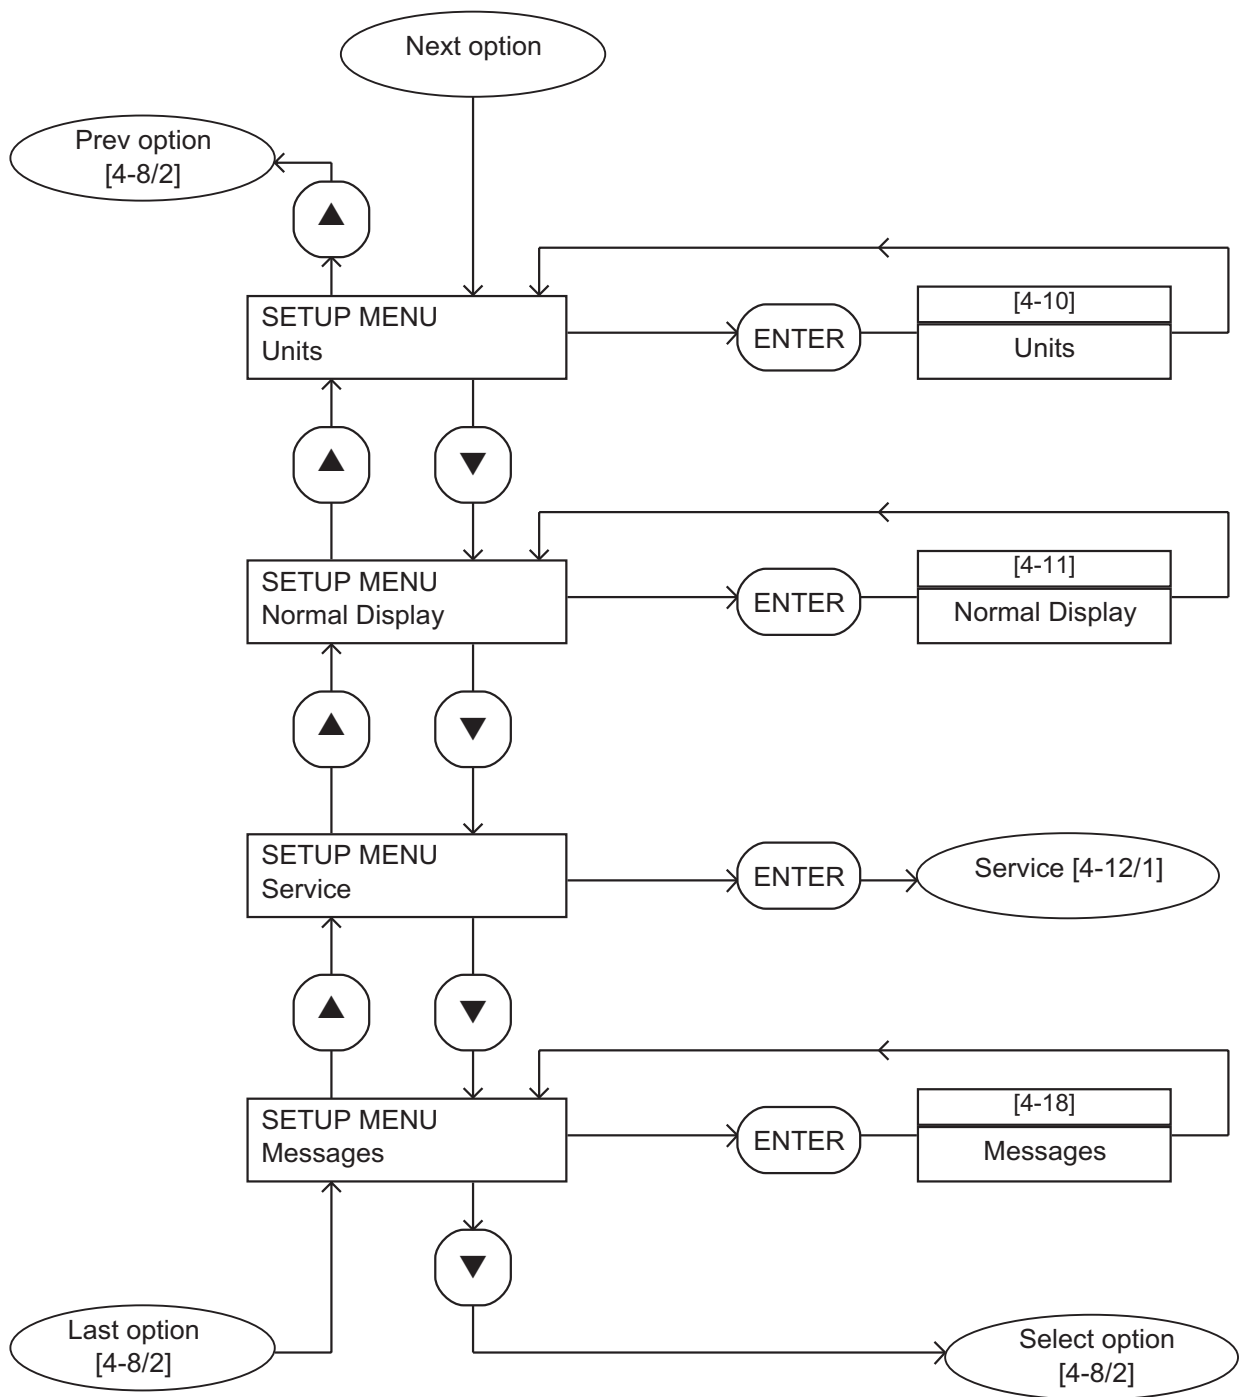 Next option
Prev option
[4-8/2]
SETUP MENU
Units
ENTER
[4-10]
Units
SETUP MENU
Normal Display
ENTER
[4-11]
Normal Display
SETUP MENU
Service
ENTER
Service [4-12/1]
SETUP MENU
Messages
ENTER
[4-18]
Messages
Last option
[4-8/2]
Select option
[4-8/2]